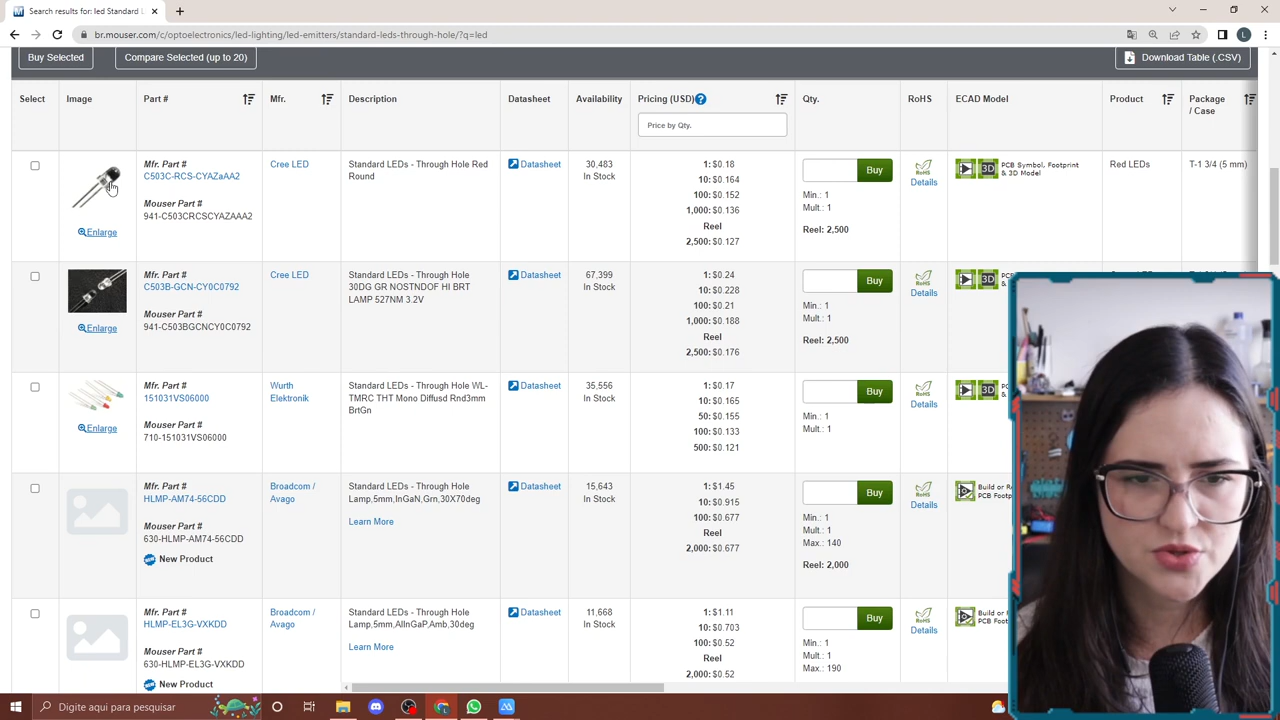 Search results for: led Standard L
br.mouser.com/c/optoelectronics/led-lighting/led-emitters/standard-leds-through-hole/?q=led
Buy Selected
Compare Selected (up to 20)
Download Table (.CSV)
Select
Image
Part #
Mfr.
Description
Datasheet
Availability
Pricing (USD)
Price by Qty.
Qty.
RoHS
ECAD Model
Product
Package
/ Case
Enlarge
Mfr. Part #
C503C-RCS-CYAZaAA2
Mouser Part #
941-C503CRCSCYAZAAA2
Cree LED
Standard LEDs - Through Hole Red
Round
Datasheet
30,483
In Stock
1: $0.18
10: $0.164
100: $0.152
1,000: $0.136
Reel
2,500: $0.127
Buy
Min.: 1
Mult.: 1
Reel: 2,500
RoHS
Details
3D
PCB Symbol, Footprint
& 3D Model
Red LEDs
T-1 3/4 (5 mm)
Enlarge
Mfr. Part #
C503B-GCN-CY0C0792
Mouser Part #
941-C503BGCNCY0C0792
Cree LED
Standard LEDs - Through Hole
30DG GR NOSTNDOF HI BRT
LAMP 527NM 3.2V
Datasheet
67,399
In Stock
1: $0.24
10: $0.228
100: $0.21
1,000: $0.188
Reel
2,500: $0.176
Buy
Min.: 1
Mult.: 1
Reel: 2,500
RoHS
Details
3D
Enlarge
Mfr. Part #
151031VS06000
Mouser Part #
710-151031VS06000
Wurth
Elektronik
Standard LEDs - Through Hole WL-
TMRC THT Mono Diffusd Rnd3mm
BrtGn
Datasheet
35,556
In Stock
1: $0.17
10: $0.165
50: $0.155
100: $0.133
500: $0.121
Buy
Min.: 1
Mult.: 1
RoHS
Details
3D
Mfr. Part #
HLMP-AM74-56CDD
Mouser Part #
630-HLMP-AM74-56CDD
New Product
Broadcom /
Avago
Standard LEDs - Through Hole
Lamp,5mm,InGaN,Grn,30X70deg
Learn More
Datasheet
15,643
In Stock
1: $1.45
10: $0.915
100: $0.677
Reel
2,000: $0.677
Buy
Min.: 1
Mult.: 1
Max.: 140
Reel: 2,000
RoHS
Details
Build or
PCB
Mfr. Part #
HLMP-EL3G-VXKDD
Mouser Part #
630-HLMP-EL3G-VXKDD
New Product
Broadcom /
Avago
Standard LEDs - Through Hole
Lamp,5mm,AlInGaP,Amb,30deg
Learn More
Datasheet
11,668
In Stock
1: $1.11
10: $0.703
100: $0.52
Reel
2,000: $0.52
Buy
Min.: 1
Mult.: 1
Max.: 190
RoHS
Details
Build or
PCB
Digite aqui para pesquisar